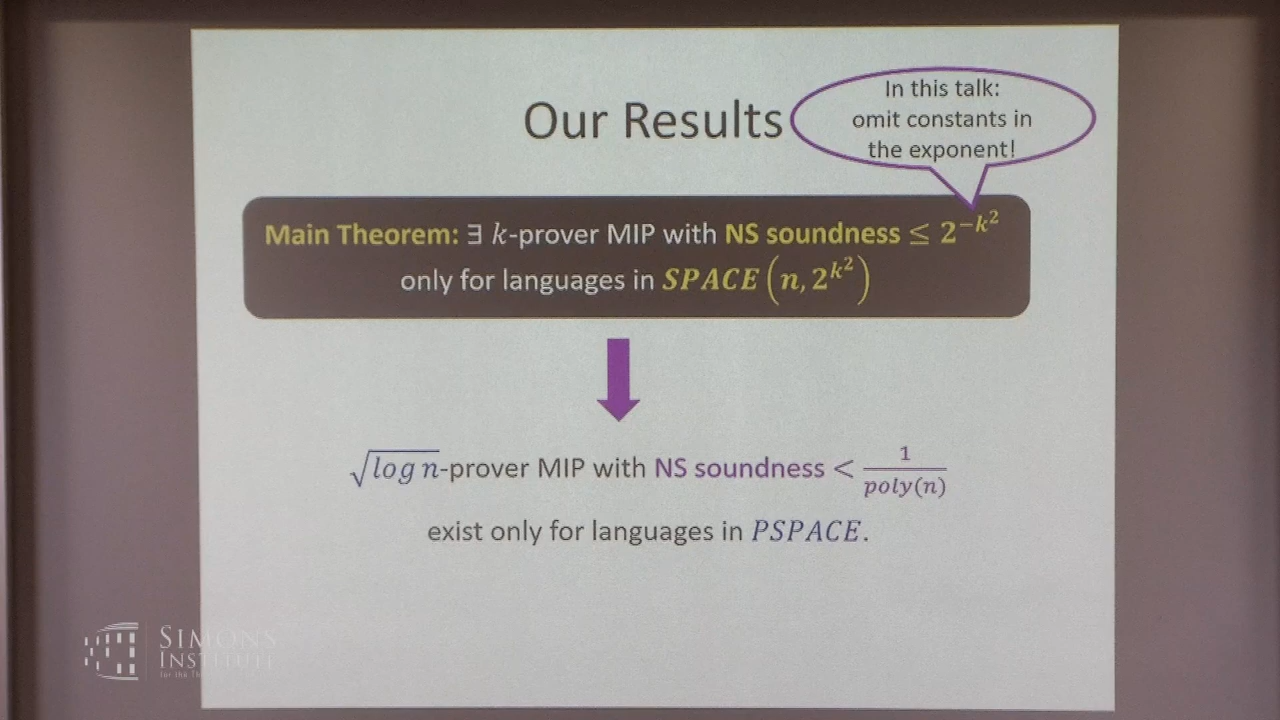 Our Results
In this talk:
omit constants in
the exponent!
Main Theorem: ∃ k-prover MIP with NS soundness ≤ 2^{-k^2}
only for languages in SPACE(n, 2^{k^2})
√log n-prover MIP with NS soundness < 1/poly(n)
exist only for languages in PSPACE.
SIMONS
INSTITUTE
for the